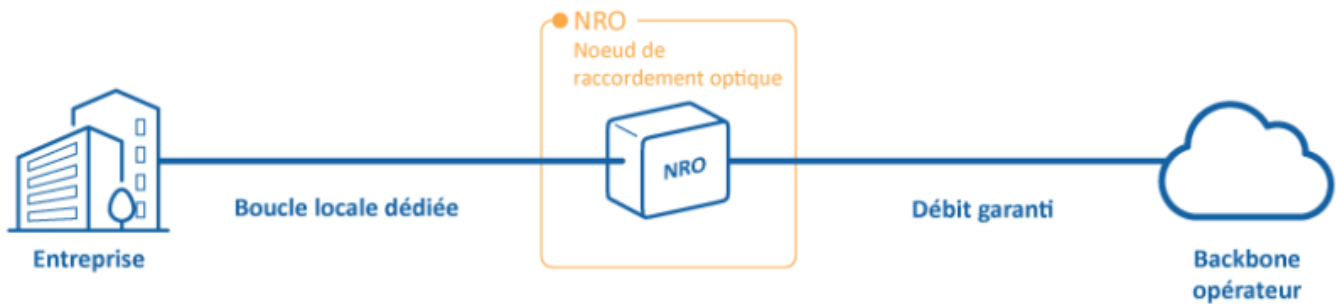 NRO
Noeud de
raccordement optique
NRO
Boucle locale dédiée
Débit garanti
Entreprise
Backbone
opérateur